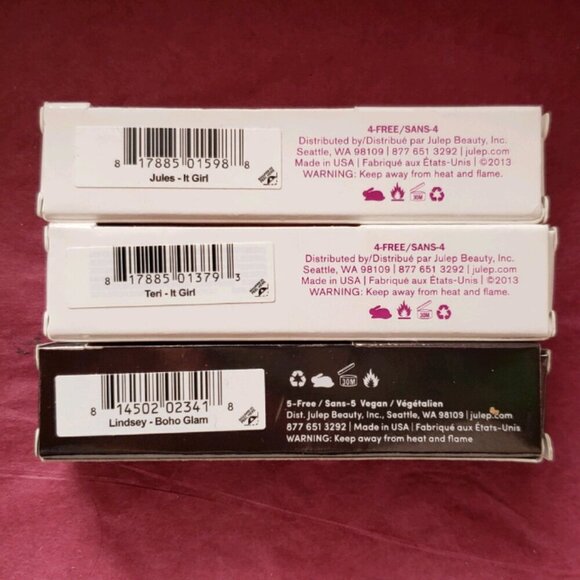 8 17885 01598 8
Jules - It Girl
4-FREE/SANS-4
Distributed by/Distribué par Julep Beauty, Inc.
Seattle, WA 98109 | 877 651 3292 | julep.com
Made in USA | Fabriqué aux États-Unis | ©2013
WARNING: Keep away from heat and flame.
30M
8 17885 01379 3
Teri - It Girl
4-FREE/SANS-4
Distributed by/Distribué par Julep Beauty, Inc.
Seattle, WA 98109 | 877 651 3292 | julep.com
Made in USA | Fabriqué aux États-Unis | ©2013
WARNING: Keep away from heat and flame.
30M
8 14502 02341 8
Lindsey - Boho Glam
30M
5-Free / Sans-5 Vegan / Végétalien
Dist. Julep Beauty, Inc., Seattle, WA 98109 | julep.com
877 651 3292 | Made in USA | Fabriqué aux États-Unis
WARNING: Keep away from heat and flame